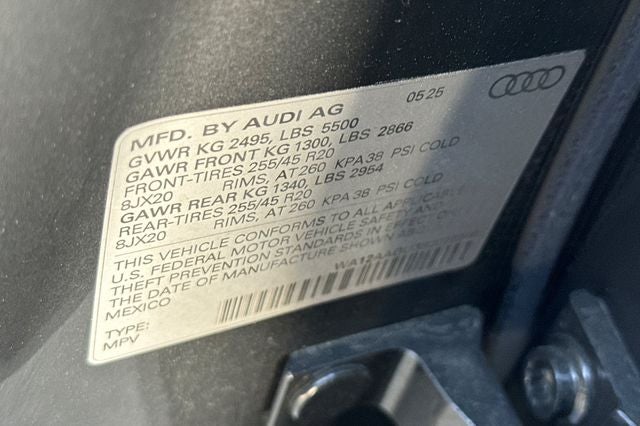 MFD. BY AUDI AG 05 25
GVWR KG 2495, LBS 5500
GAWR FRONT KG 1300, LBS 2866
FRONT-TIRES 255/45 R20
8JX20 RIMS, AT 260 KPA 38 PSI COLD
GAWR REAR KG 1340, LBS 2954
REAR-TIRES 255/45 R20
8JX20 RIMS, AT 260 KPA 38 PSI COLD
THIS VEHICLE CONFORMS TO ALL APPLICABLE
U.S. FEDERAL MOTOR VEHICLE SAFETY AND
THEFT PREVENTION STANDARDS IN EFFECT ON
THE DATE OF MANUFACTURE SHOWN ABOVE
MEXICO
TYPE:
MPV